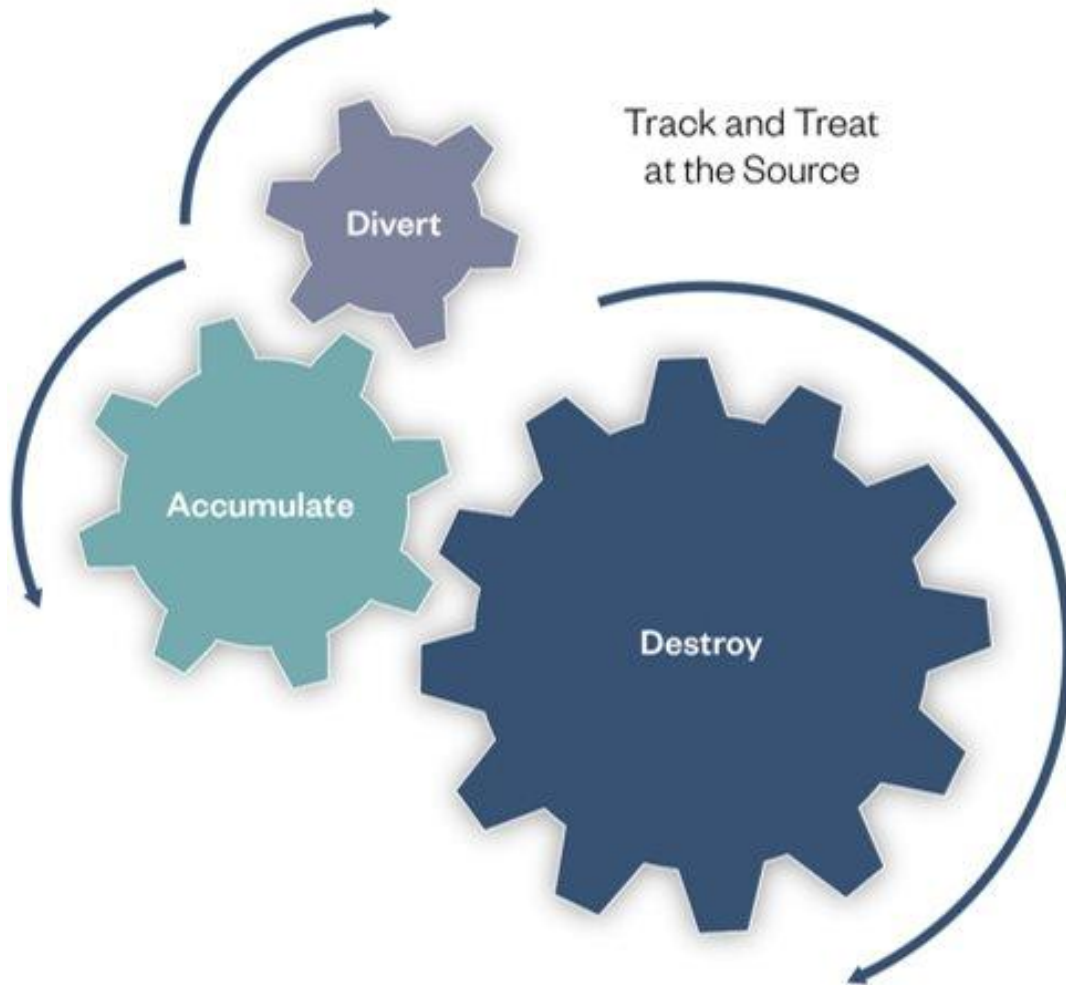 Track and Treat
at the Source
Divert
Accumulate
Destroy